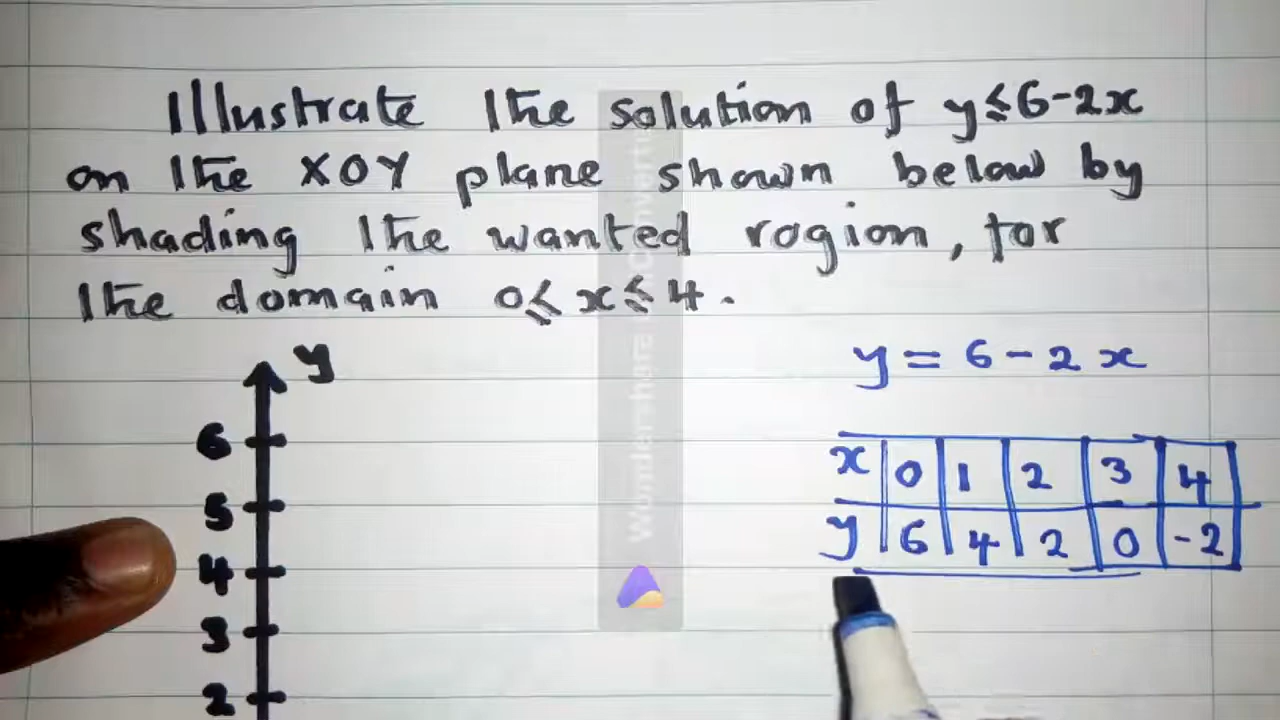 Illustrate the solution of y≤6-2x
on the XOY plane shown below by
shading the wanted rogion, for
the domain 0≤x≤4.
y
y = 6 - 2x
6
x 0 1 2 3 4
5
y 6 4 2 0 -2
4
3
2